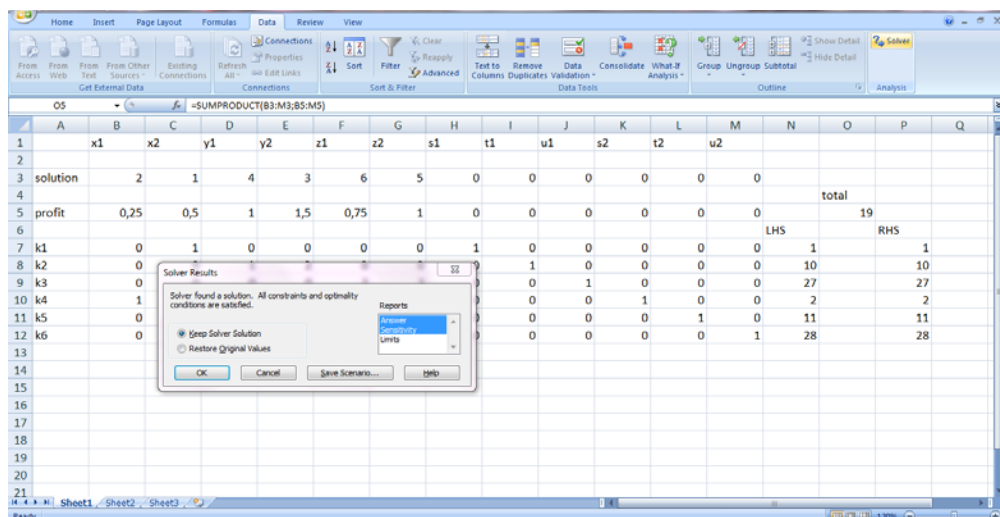 Home Insert Page Layout Formulas Data Review View
From Access From Web From Text From Other Sources Existing Connections Refresh All Connections Properties Edit Links Sort Filter Clear Reapply Advanced Text to Columns Remove Duplicates Data Validation Consolidate What-If Analysis Group Ungroup Subtotal Show Detail Hide Detail Solver
Get External Data Connections Sort & Filter Data Tools Outline Analysis
O5 fx =SUMPRODUCT(B3:M3;B5:M5)
A B C D E F G H I J K L M N O P Q
1 x1 x2 y1 y2 z1 z2 s1 t1 u1 s2 t2 u2
2
3 solution 2 1 4 3 6 5 0 0 0 0 0 0
4 total
5 profit 0,25 0,5 1 1,5 0,75 1 0 0 0 0 0 0 19
6 LHS RHS
7 k1 0 1 0 0 0 0 1 0 0 0 0 0 1 1
8 k2 0 1 0 0 0 0 10 10
9 k3 0 0 1 0 0 0 27 27
10 k4 1 0 0 1 0 0 2 2
11 k5 0 0 0 0 1 0 11 11
12 k6 0 0 0 0 0 1 28 28
13
14
15
16
17
18
19
20
21
Solver Results
Solver found a solution. All constraints and optimality
conditions are satisfied.
Reports
Answer
Sensitivity
Limits
Keep Solver Solution
Restore Original Values
OK Cancel Save Scenario... Help
Sheet1 Sheet2 Sheet3
Ready 120%